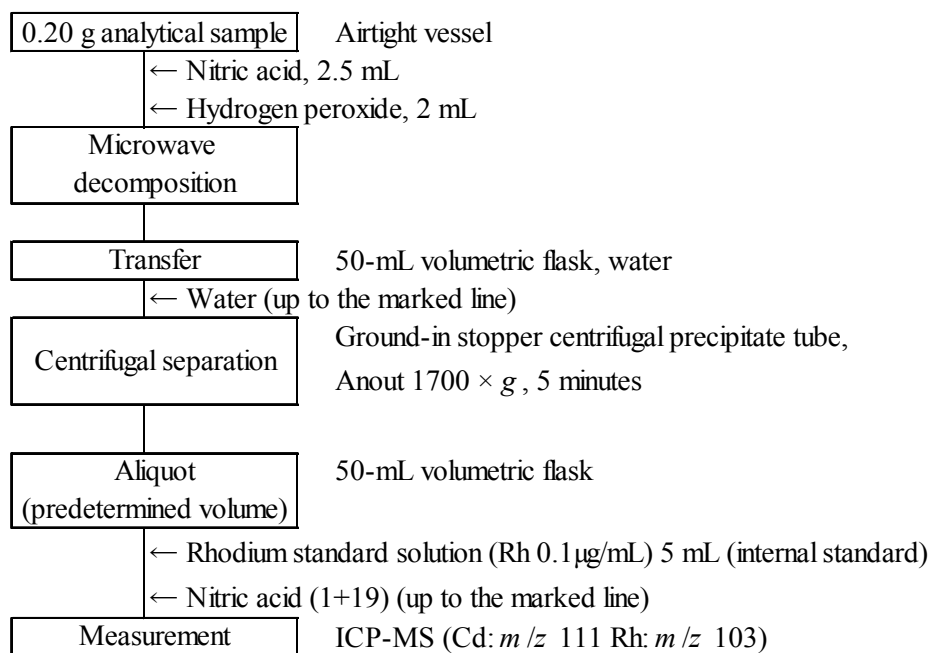 0.20 g analytical sample Airtight vessel
← Nitric acid, 2.5 mL
← Hydrogen peroxide, 2 mL
Microwave
decomposition
Transfer 50-mL volumetric flask, water
← Water (up to the marked line)
Centrifugal separation
Ground-in stopper centrifugal precipitate tube,
Anout 1700 × g , 5 minutes
Aliquot 50-mL volumetric flask
(predetermined volume)
← Rhodium standard solution (Rh 0.1μg/mL) 5 mL (internal standard)
← Nitric acid (1+19) (up to the marked line)
Measurement ICP-MS (Cd: m /z 111 Rh: m /z 103)